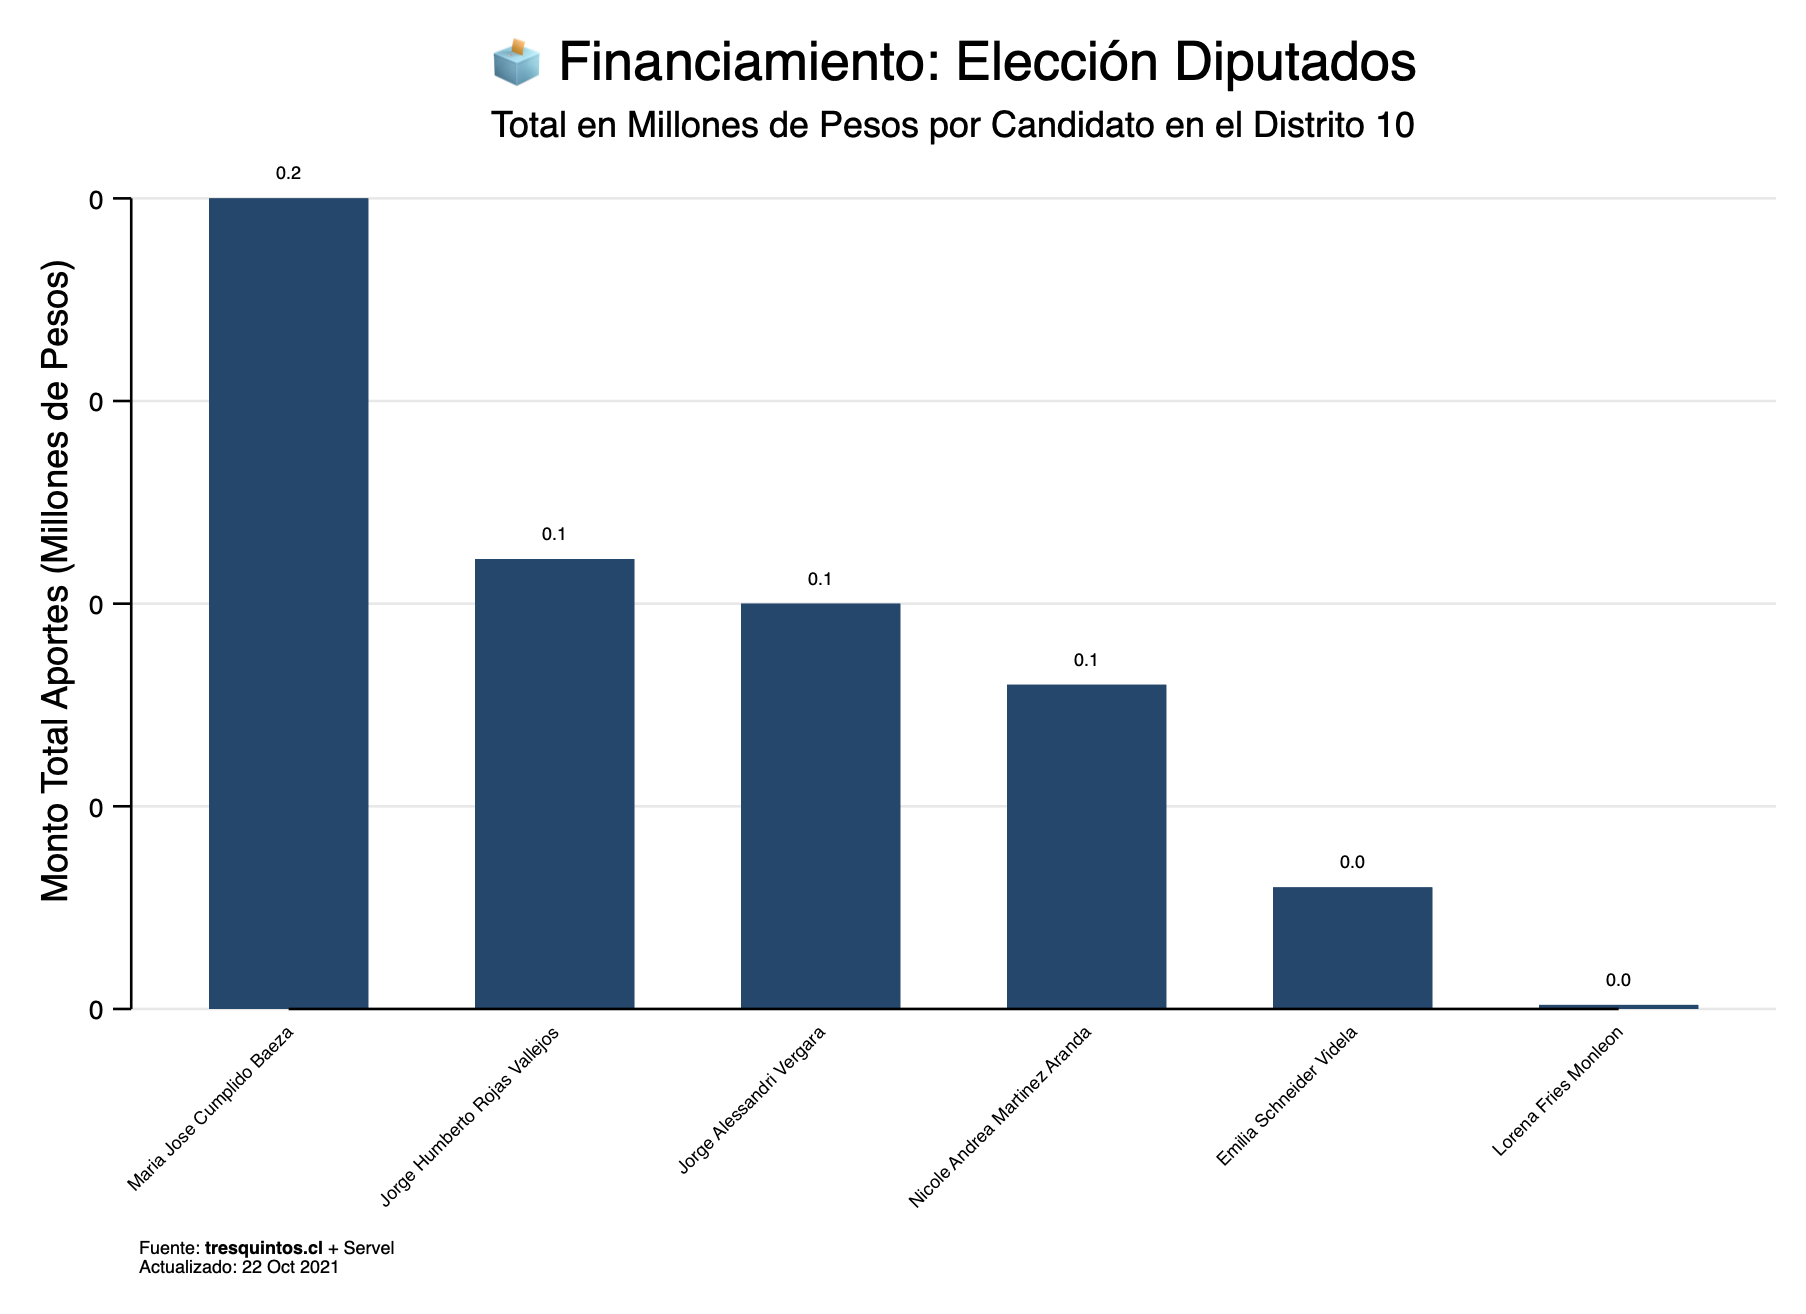 Financiamiento: Elección Diputados
Total en Millones de Pesos por Candidato en el Distrito 10
Monto Total Aportes (Millones de Pesos)
0
0
0
0
0
0.2
0.1
0.1
0.1
0.0
0.0
Maria Jose Cumplido Baeza
Jorge Humberto Rojas Vallejos
Jorge Alessandri Vergara
Nicole Andrea Martinez Aranda
Emilia Schneider Videla
Lorena Fries Monleon
Fuente: tresquintos.cl + Servel
Actualizado: 22 Oct 2021